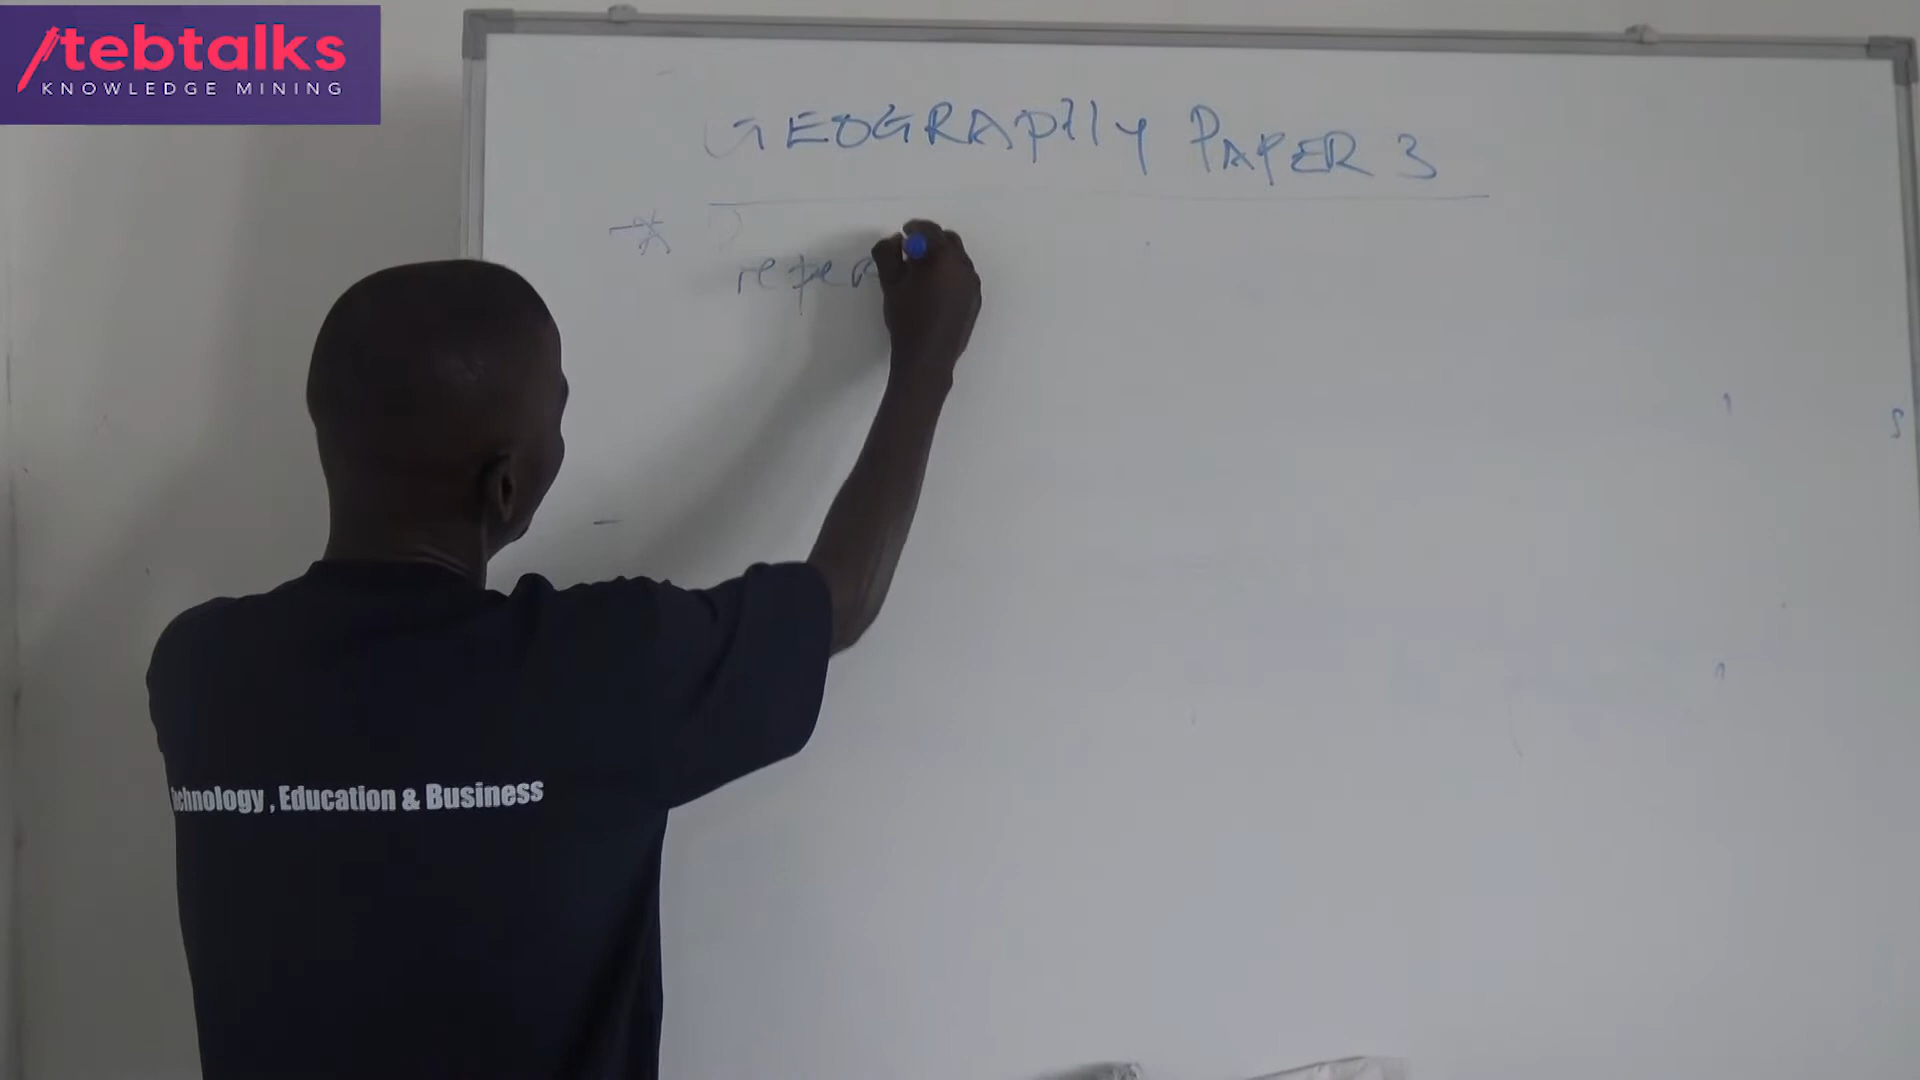 tebtalks
KNOWLEDGE MINING
GEOGRAPHY PAPER 3
Technology, Education & Business